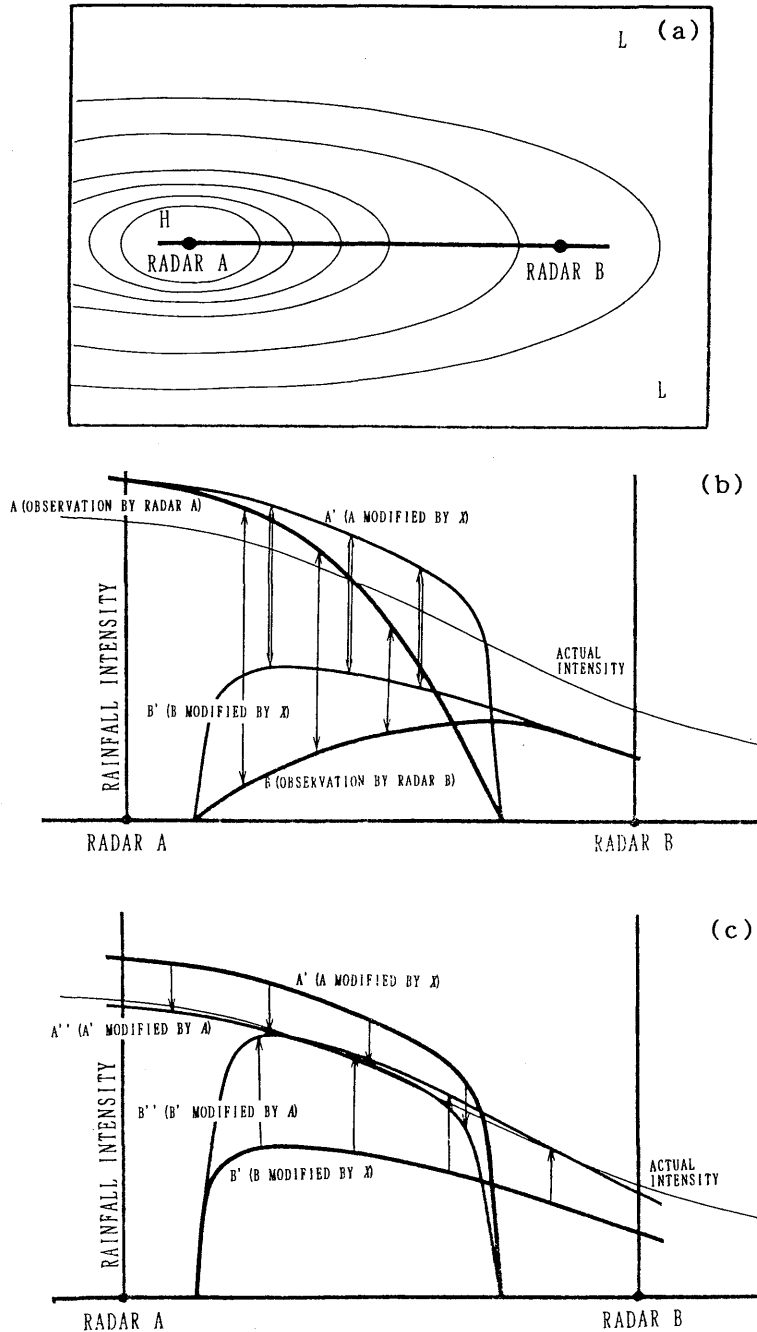 (a)
L
H
RADAR A
RADAR B
L
(b)
A (OBSERVATION BY RADAR A)
A' (A MODIFIED BY X)
RAINFALL INTENSITY
ACTUAL
INTENSITY
B' (B MODIFIED BY X)
B (OBSERVATION BY RADAR B)
RADAR A
RADAR B
(c)
A' (A MODIFIED BY X)
A'' (A' MODIFIED BY A)
RAINFALL INTENSITY
B'' (B' MODIFIED BY A)
B' (B MODIFIED BY X)
ACTUAL
INTENSITY
RADAR A
RADAR B